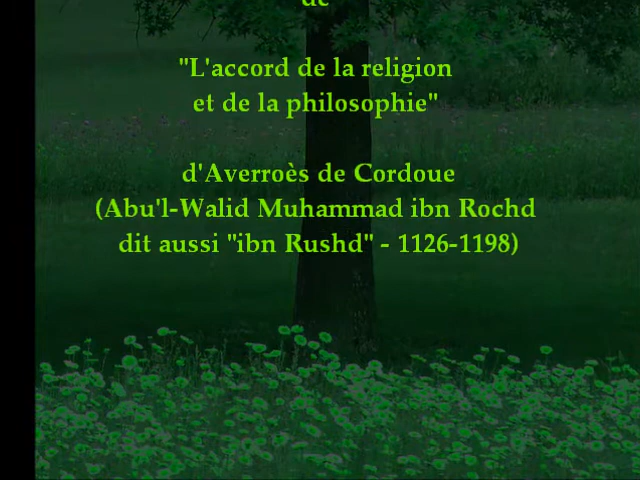 de
"L'accord de la religion
et de la philosophie"
d'Averroès de Cordoue
(Abu'l-Walid Muhammad ibn Rochd
dit aussi "ibn Rushd" - 1126-1198)